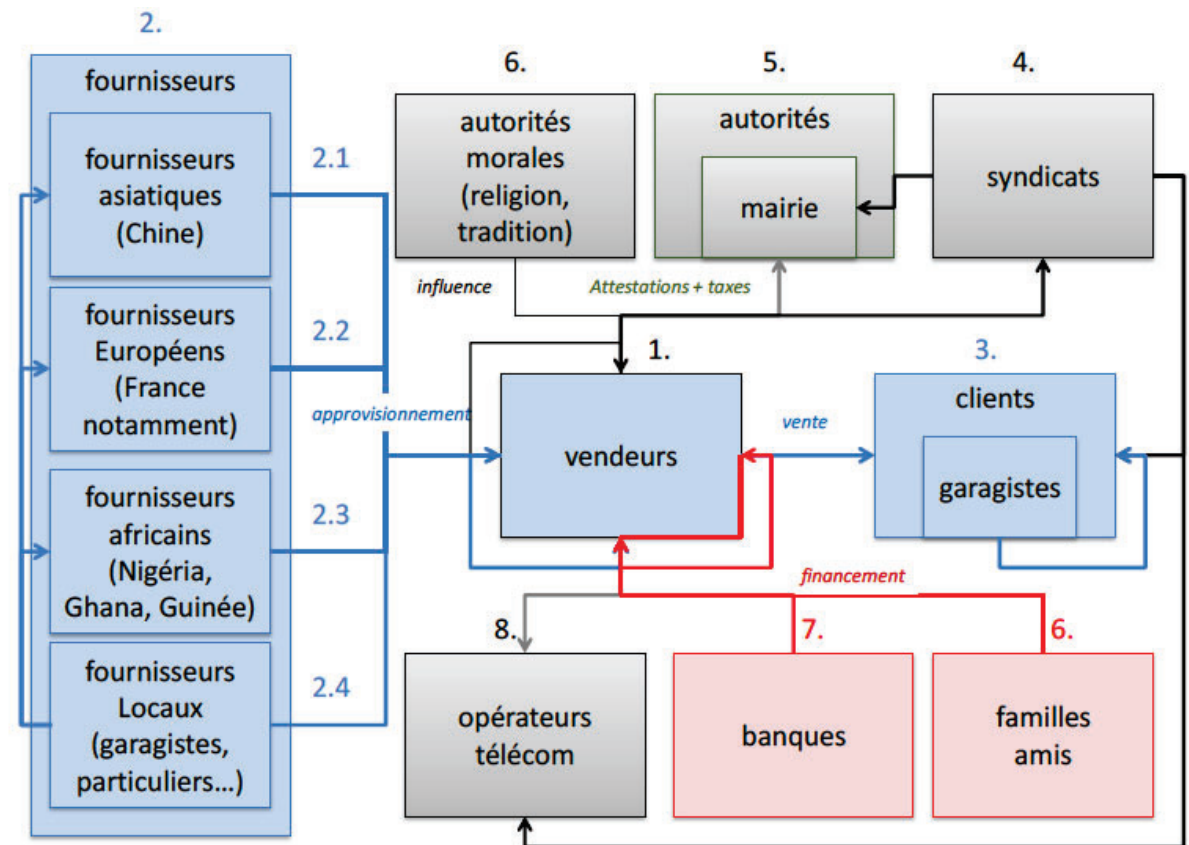 2.
fournisseurs
fournisseurs
asiatiques
(Chine)
2.1
fournisseurs
Européens
(France
notamment)
2.2
fournisseurs
africains
(Nigéria,
Ghana, Guinée)
2.3
fournisseurs
Locaux
(garagistes,
particuliers...)
2.4
approvisionnement
6.
autorités
morales
(religion,
tradition)
influence
5.
autorités
mairie
Attestations + taxes
4.
syndicats
1.
vendeurs
vente
3.
clients
garagistes
financement
8.
opérateurs
télécom
7.
banques
6.
familles
amis